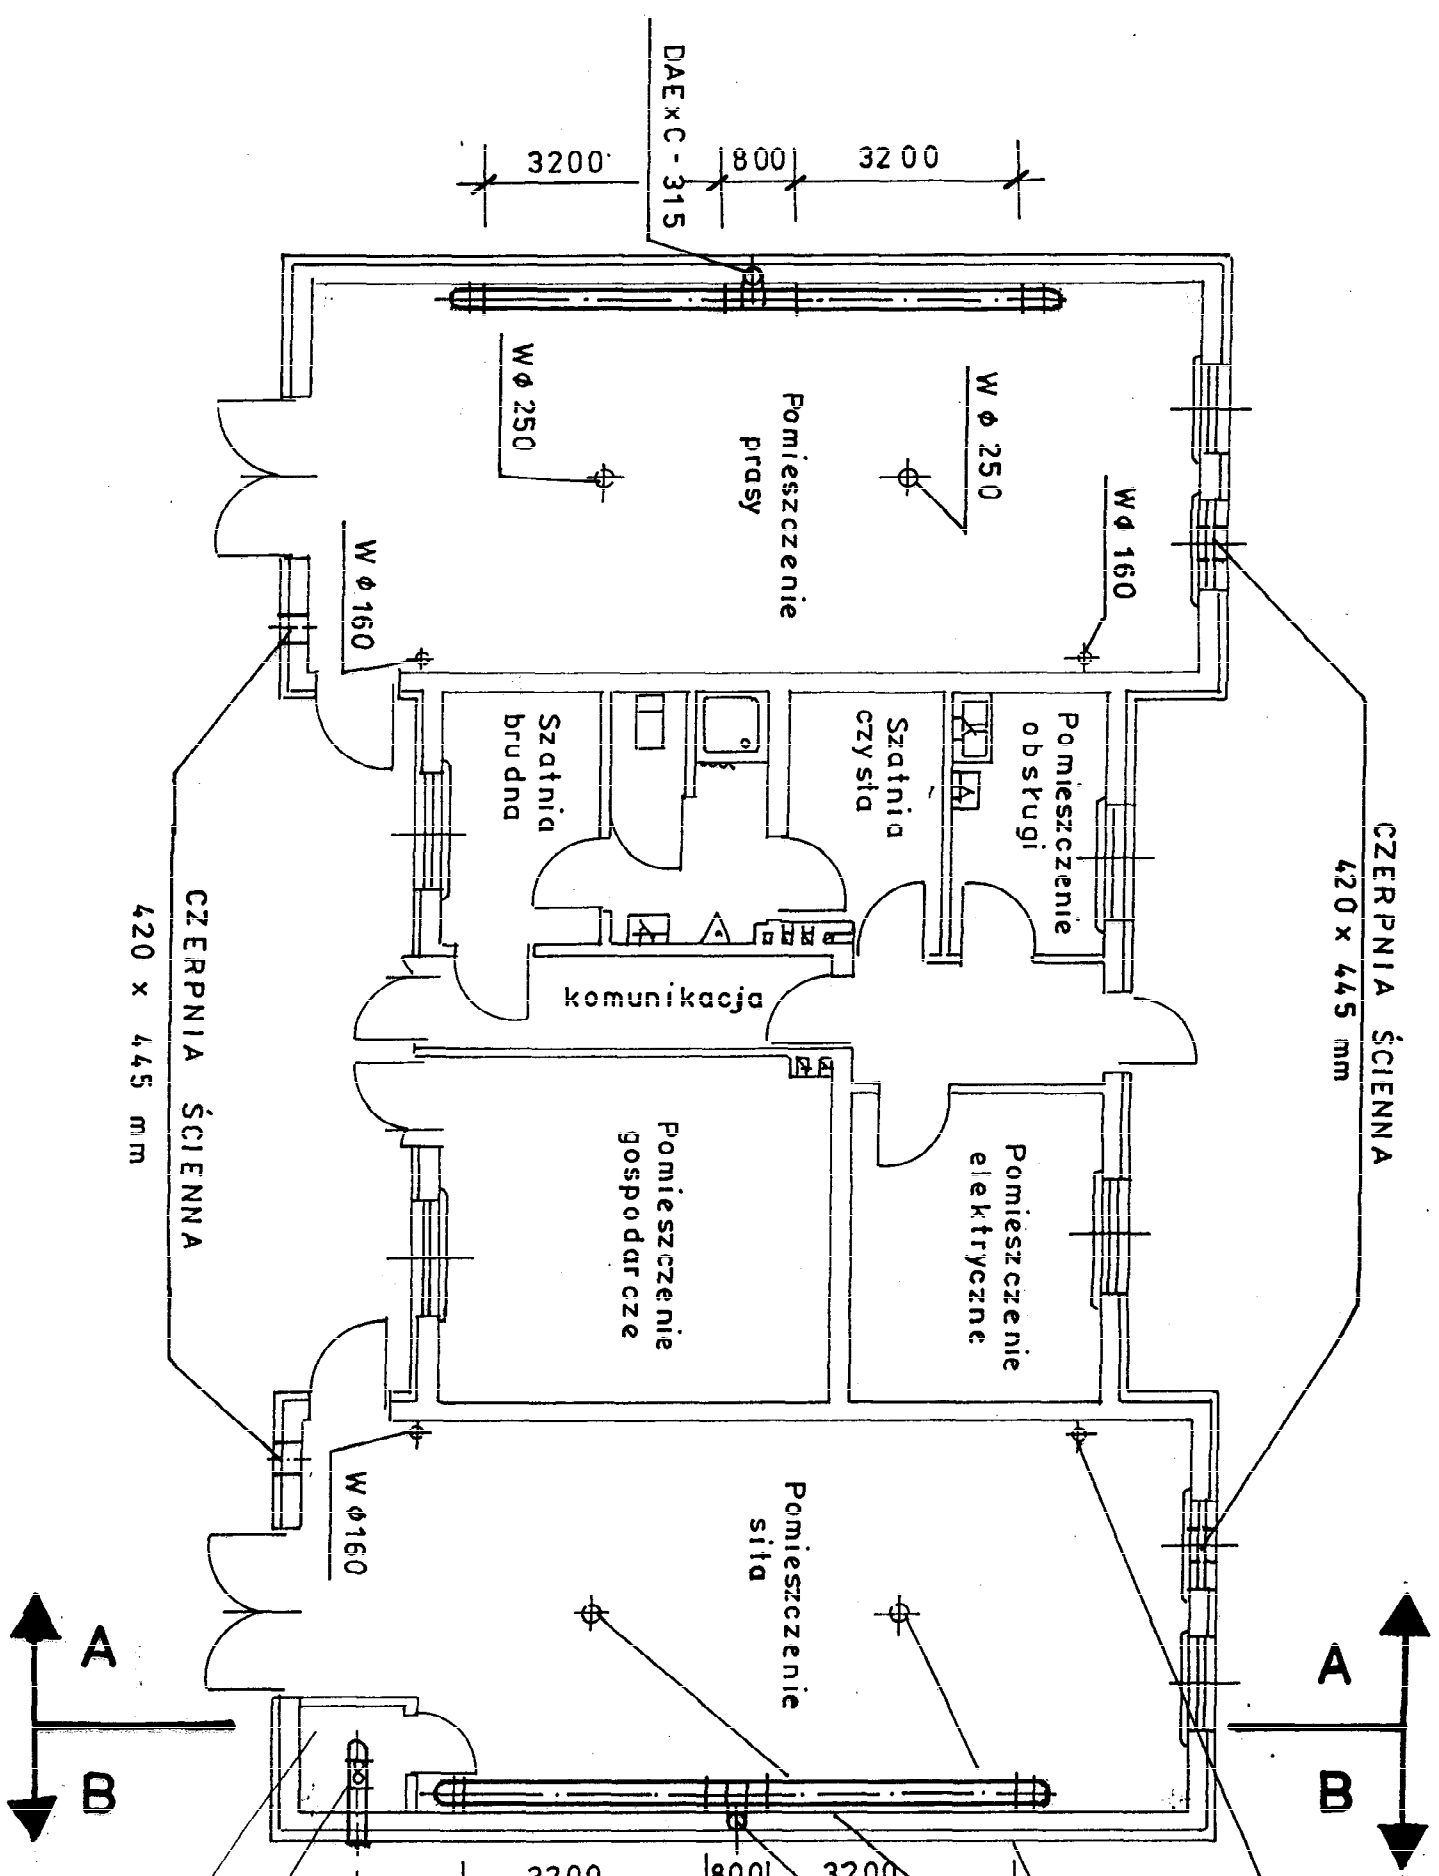 3200
800
3200
DAExC - 315
W ø 250
W ø 250
Pomieszczenie
prasy
W ø 160
W ø 160
Szatnia
brudna
Szatnia
czysta
Pomieszczenie
obsługi
CZERPNIA ŚCIENNA
420 x 445 mm
CZERPNIA ŚCIENNA
420 x 445 mm
komunikacja
Pomieszczenie
gospodarcze
Pomieszczenie
elektryczne
W ø 160
Pomieszczenie
sita
A
A
B
B
3200
800
3200